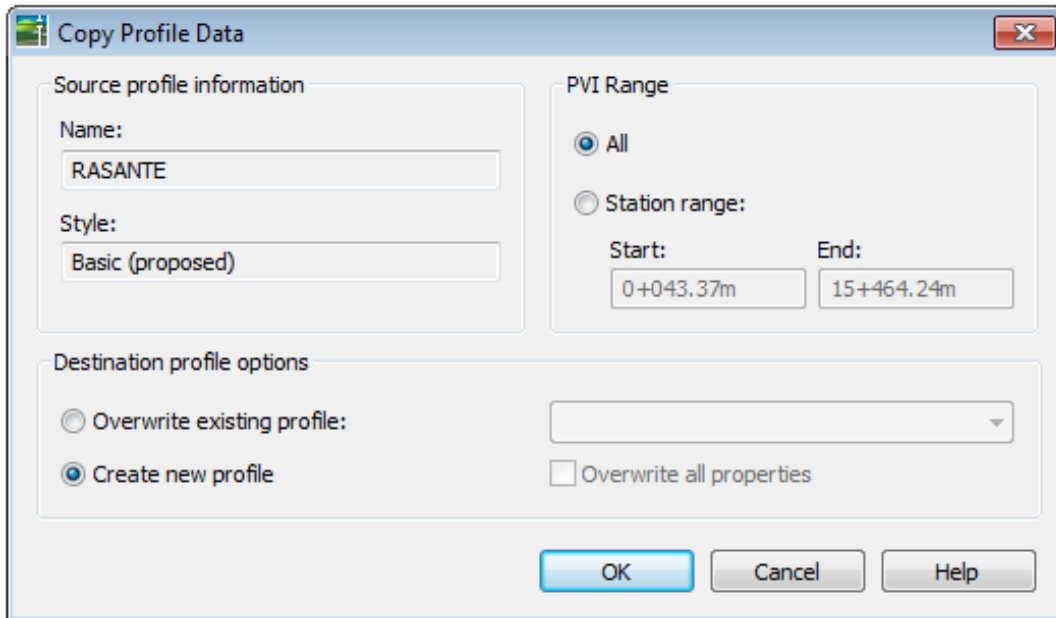 Copy Profile Data
Source profile information
Name:
RASANTE
Style:
Basic (proposed)
PVI Range
All
Station range:
Start: End:
0+043.37m 15+464.24m
Destination profile options
Overwrite existing profile:
Create new profile Overwrite all properties
OK Cancel Help